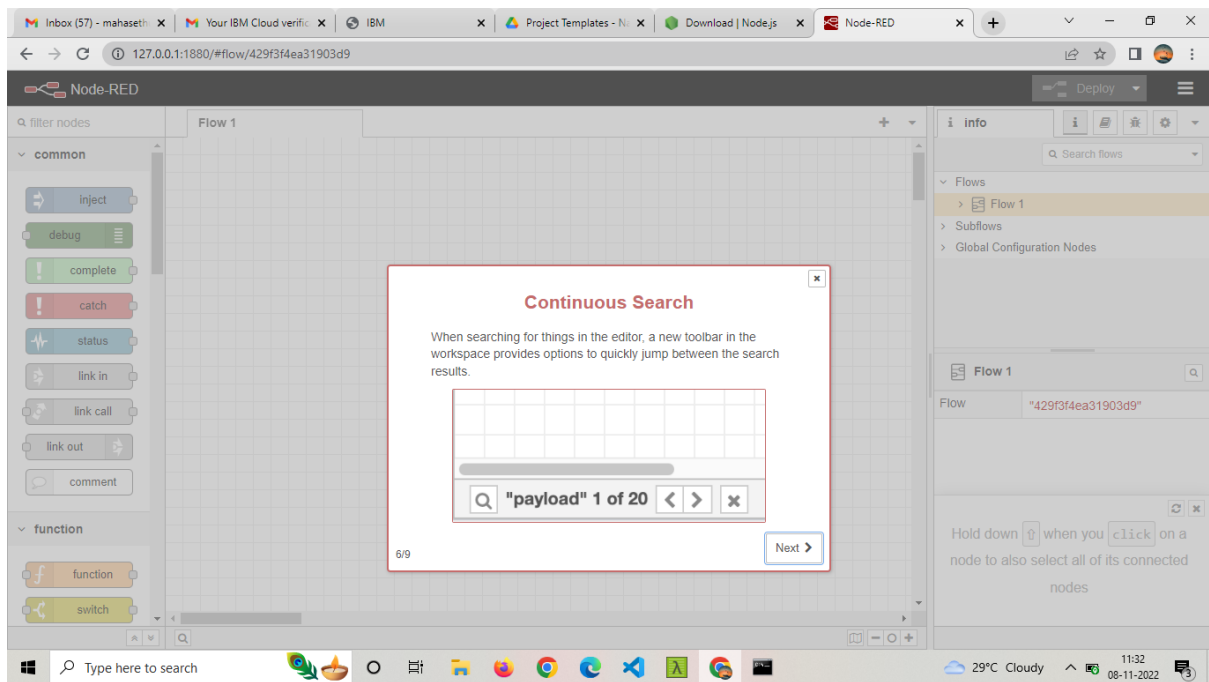 Inbox (57) - mahaseth
Your IBM Cloud verific
IBM
Project Templates - Na
Download | Node.js
Node-RED
127.0.0.1:1880/#flow/429f3f4ea31903d9
Node-RED
Deploy
filter nodes
Flow 1
i info
i
common
Search flows
inject
debug
complete
catch
status
link in
link call
link out
comment
function
function
switch
Flows
Flow 1
Subflows
Global Configuration Nodes
Continuous Search
When searching for things in the editor, a new toolbar in the
workspace provides options to quickly jump between the search
results.
"payload" 1 of 20
6/9
Next
Flow 1
Flow "429f3f4ea31903d9"
Hold down ⇧ when you click on a
node to also select all of its connected
nodes
Type here to search
29°C Cloudy
11:32
08-11-2022
3